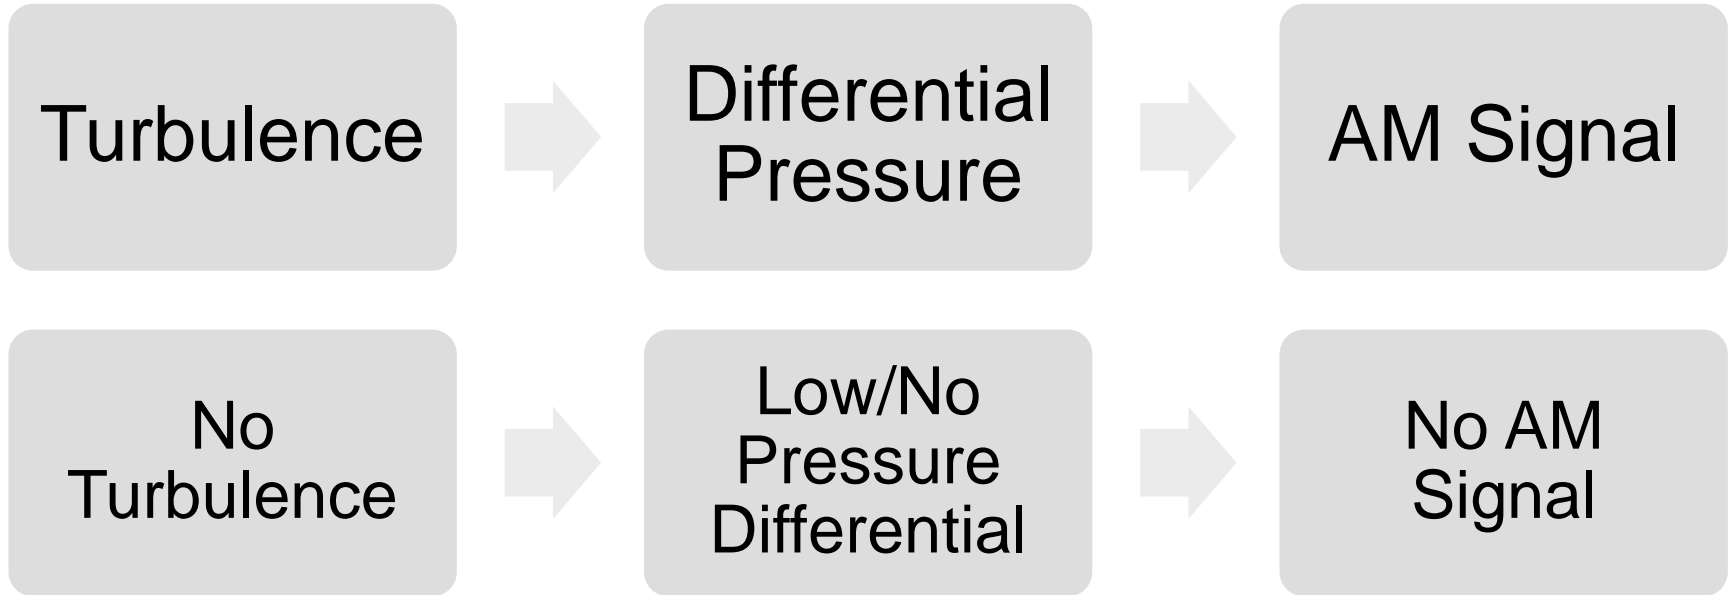 Turbulence
Differential
Pressure
AM Signal
No
Turbulence
Low/No
Pressure
Differential
No AM
Signal